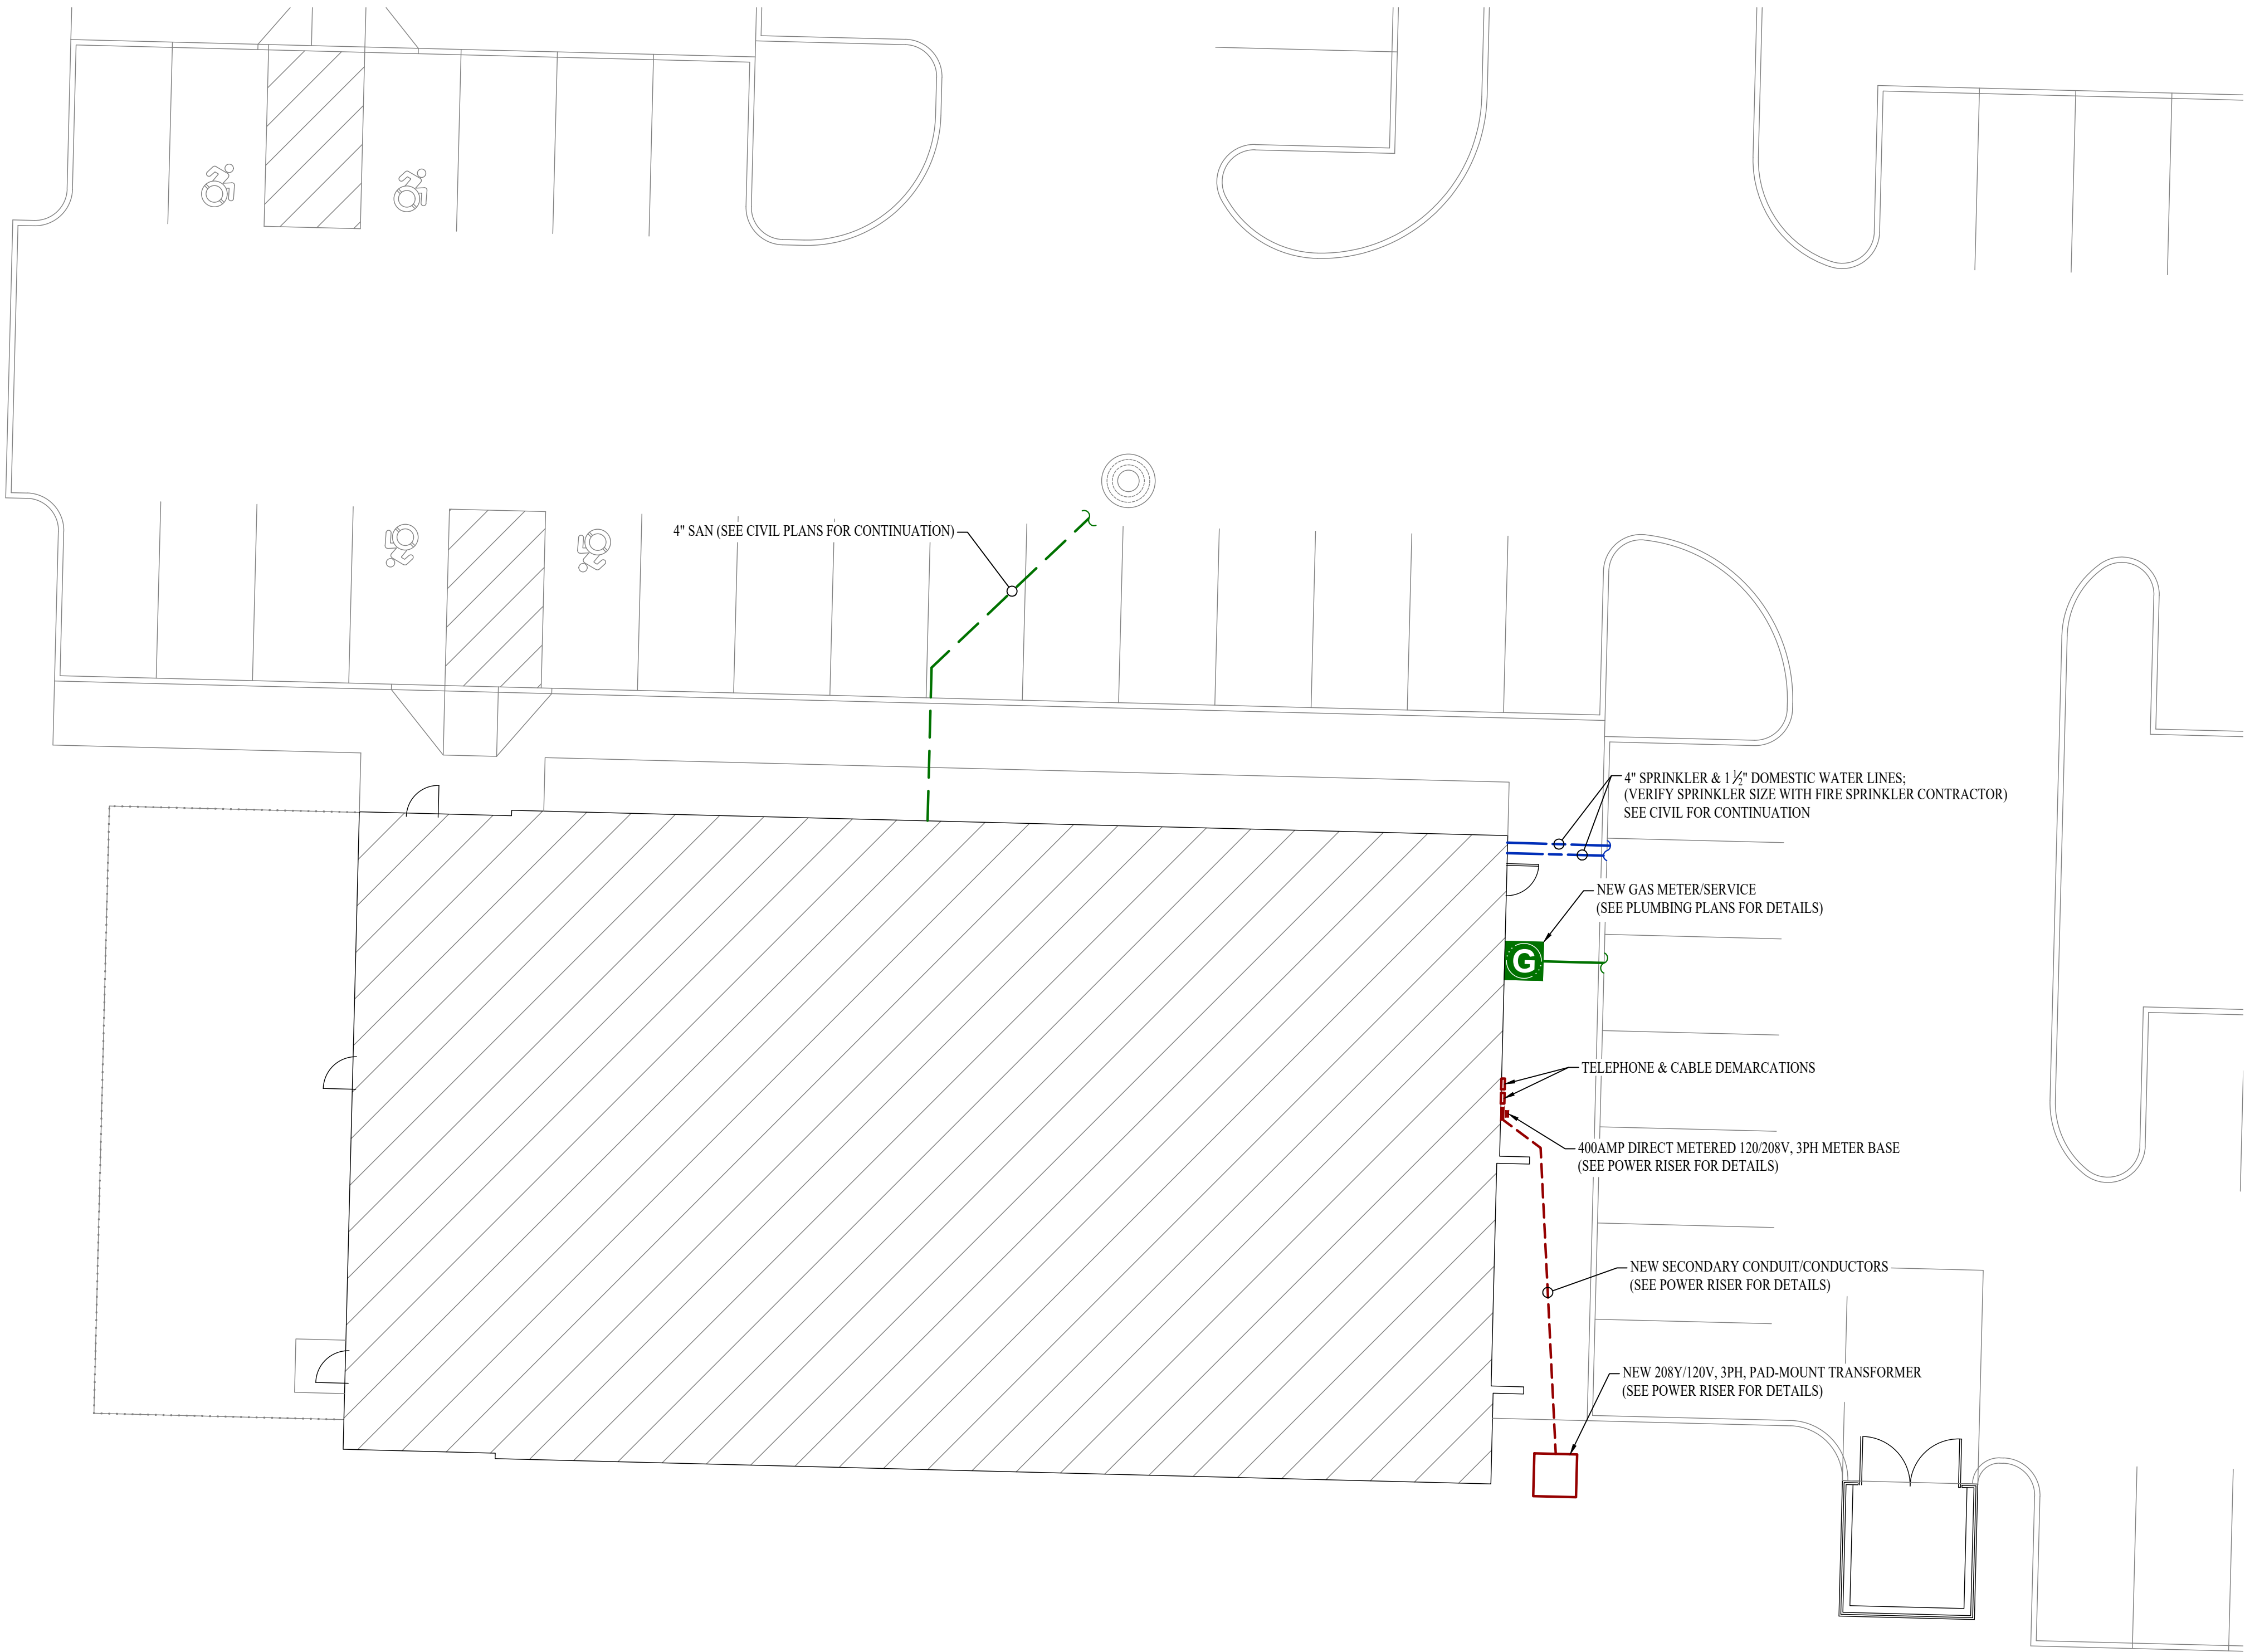 4" SAN (SEE CIVIL PLANS FOR CONTINUATION)
4" SPRINKLER & 1 1/2" DOMESTIC WATER LINES;
(VERIFY SPRINKLER SIZE WITH FIRE SPRINKLER CONTRACTOR)
SEE CIVIL FOR CONTINUATION
NEW GAS METER/SERVICE
(SEE PLUMBING PLANS FOR DETAILS)
G
TELEPHONE & CABLE DEMARCATIONS
400AMP DIRECT METERED 120/208V, 3PH METER BASE
(SEE POWER RISER FOR DETAILS)
NEW SECONDARY CONDUIT/CONDUCTORS
(SEE POWER RISER FOR DETAILS)
NEW 208Y/120V, 3PH, PAD-MOUNT TRANSFORMER
(SEE POWER RISER FOR DETAILS)